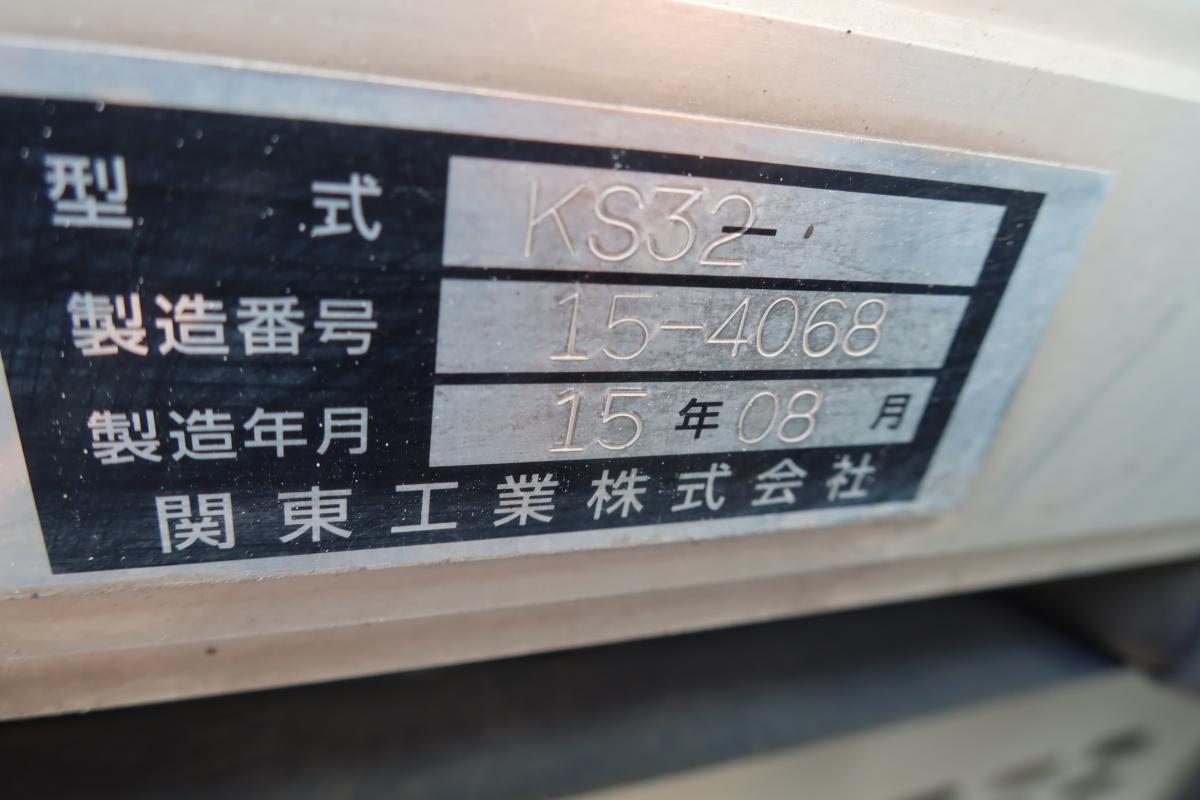 型式 KS32-
製造番号 15-4068
製造年月 15年08月
関東工業株式会社